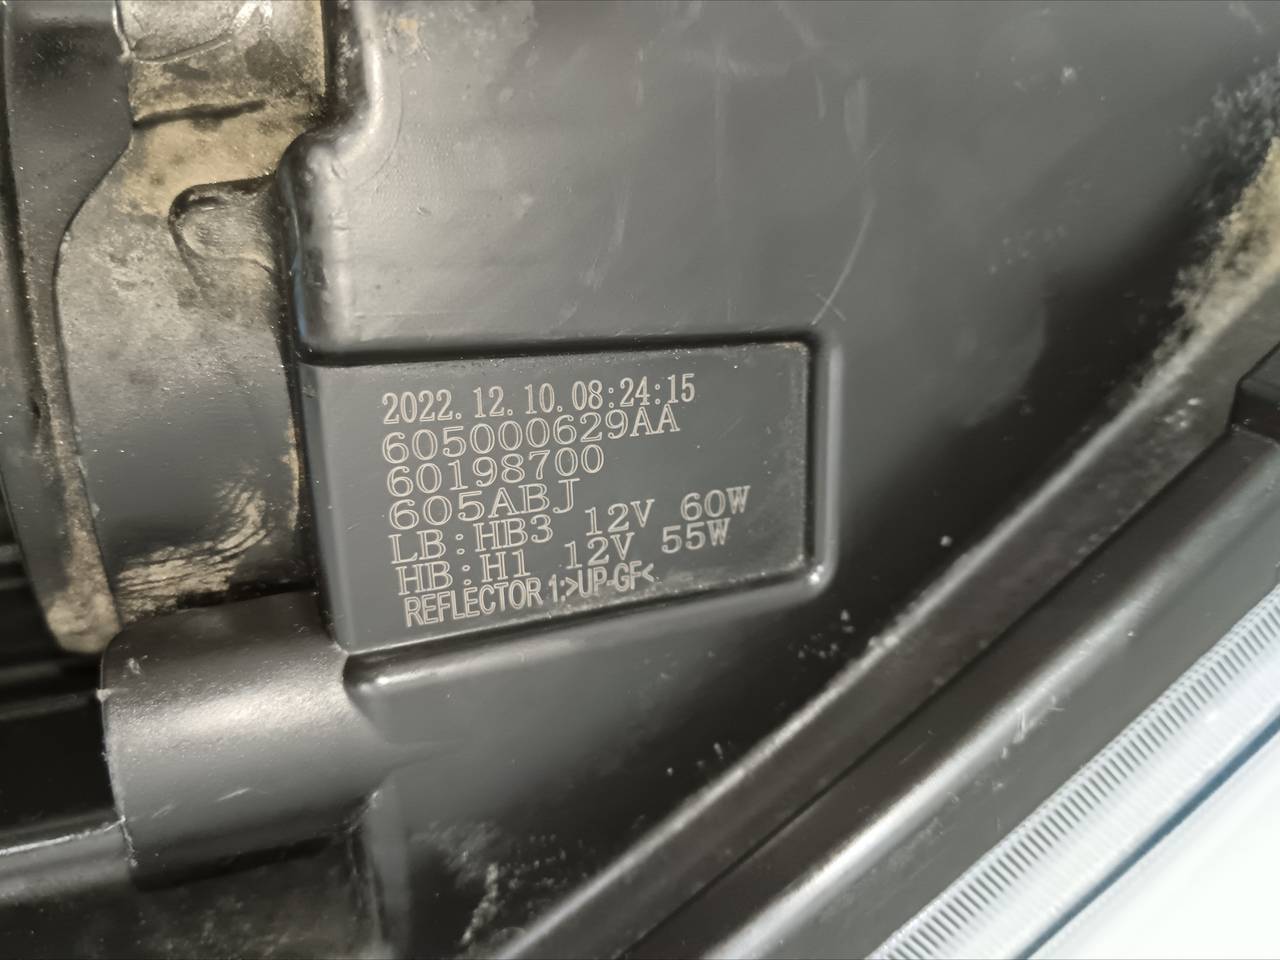 2022.12.10.08:24:15
605000629AA
60198700
605ABJ
LB:HB3 12V 60W
HB:H1 12V 55W
REFLECTOR 1:>UP-GF<